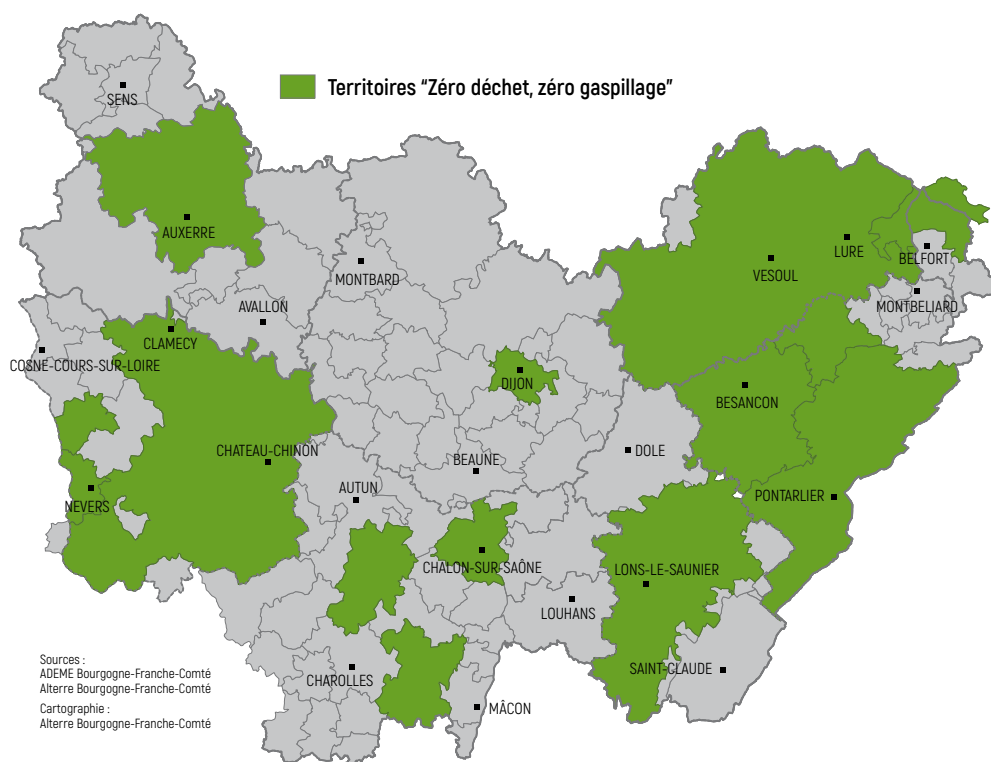 Territoires “Zéro déchet, zéro gaspillage”
SENS
AUXERRE
MONTBARD
LURE
BELFORT
VESOUL
MONTBELIARD
AVALLON
CLAMECY
COSNE-COURS-SUR-LOIRE
DIJON
BESANCON
CHATEAU-CHINON
BEAUNE
DOLE
NEVERS
AUTUN
PONTARLIER
CHALON-SUR-SAÔNE
LONS-LE-SAUNIER
LOUHANS
SAINT-CLAUDE
CHAROLLES
MÂCON
Sources :
ADEME Bourgogne-Franche-Comté
Alterre Bourgogne-Franche-Comté
Cartographie :
Alterre Bourgogne-Franche-Comté